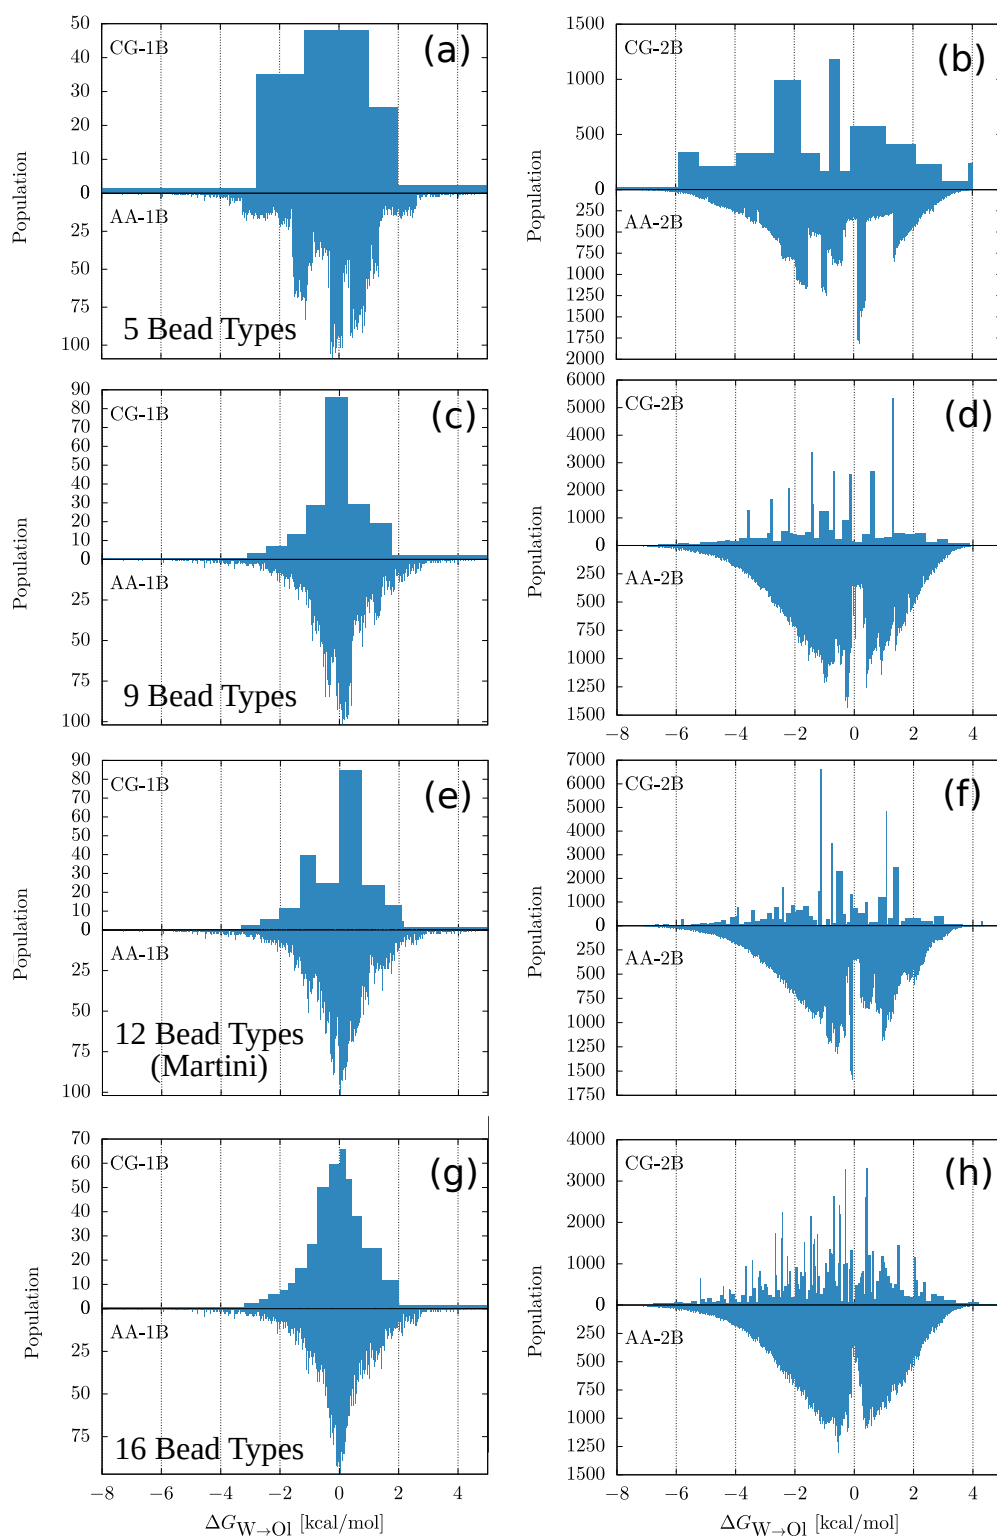 50
40
30
20
10
0
25
50
75
100
CG-1B
AA-1B
(a)
5 Bead Types
Population
1500
1000
500
0
250
500
750
1000
1250
1500
1750
2000
CG-2B
AA-2B
(b)
Population
90
80
70
60
50
40
30
20
10
0
25
50
75
100
CG-1B
AA-1B
(c)
9 Bead Types
Population
6000
5000
4000
3000
2000
1000
0
250
500
750
1000
1250
1500
CG-2B
AA-2B
(d)
Population
−8 −6 −4 −2 0 2 4
90
80
70
60
50
40
30
20
10
0
25
50
75
100
CG-1B
AA-1B
(e)
12 Bead Types
(Martini)
Population
7000
6000
5000
4000
3000
2000
1000
0
250
500
750
1000
1250
1500
1750
CG-2B
AA-2B
(f)
Population
70
60
50
40
30
20
10
0
25
50
75
CG-1B
AA-1B
(g)
16 Bead Types
Population
−8 −6 −4 −2 0 2 4
ΔG W→Ol [kcal/mol]
4000
3000
2000
1000
0
250
500
750
1000
1250
1500
CG-2B
AA-2B
(h)
Population
−8 −6 −4 −2 0 2 4
ΔG W→Ol [kcal/mol]